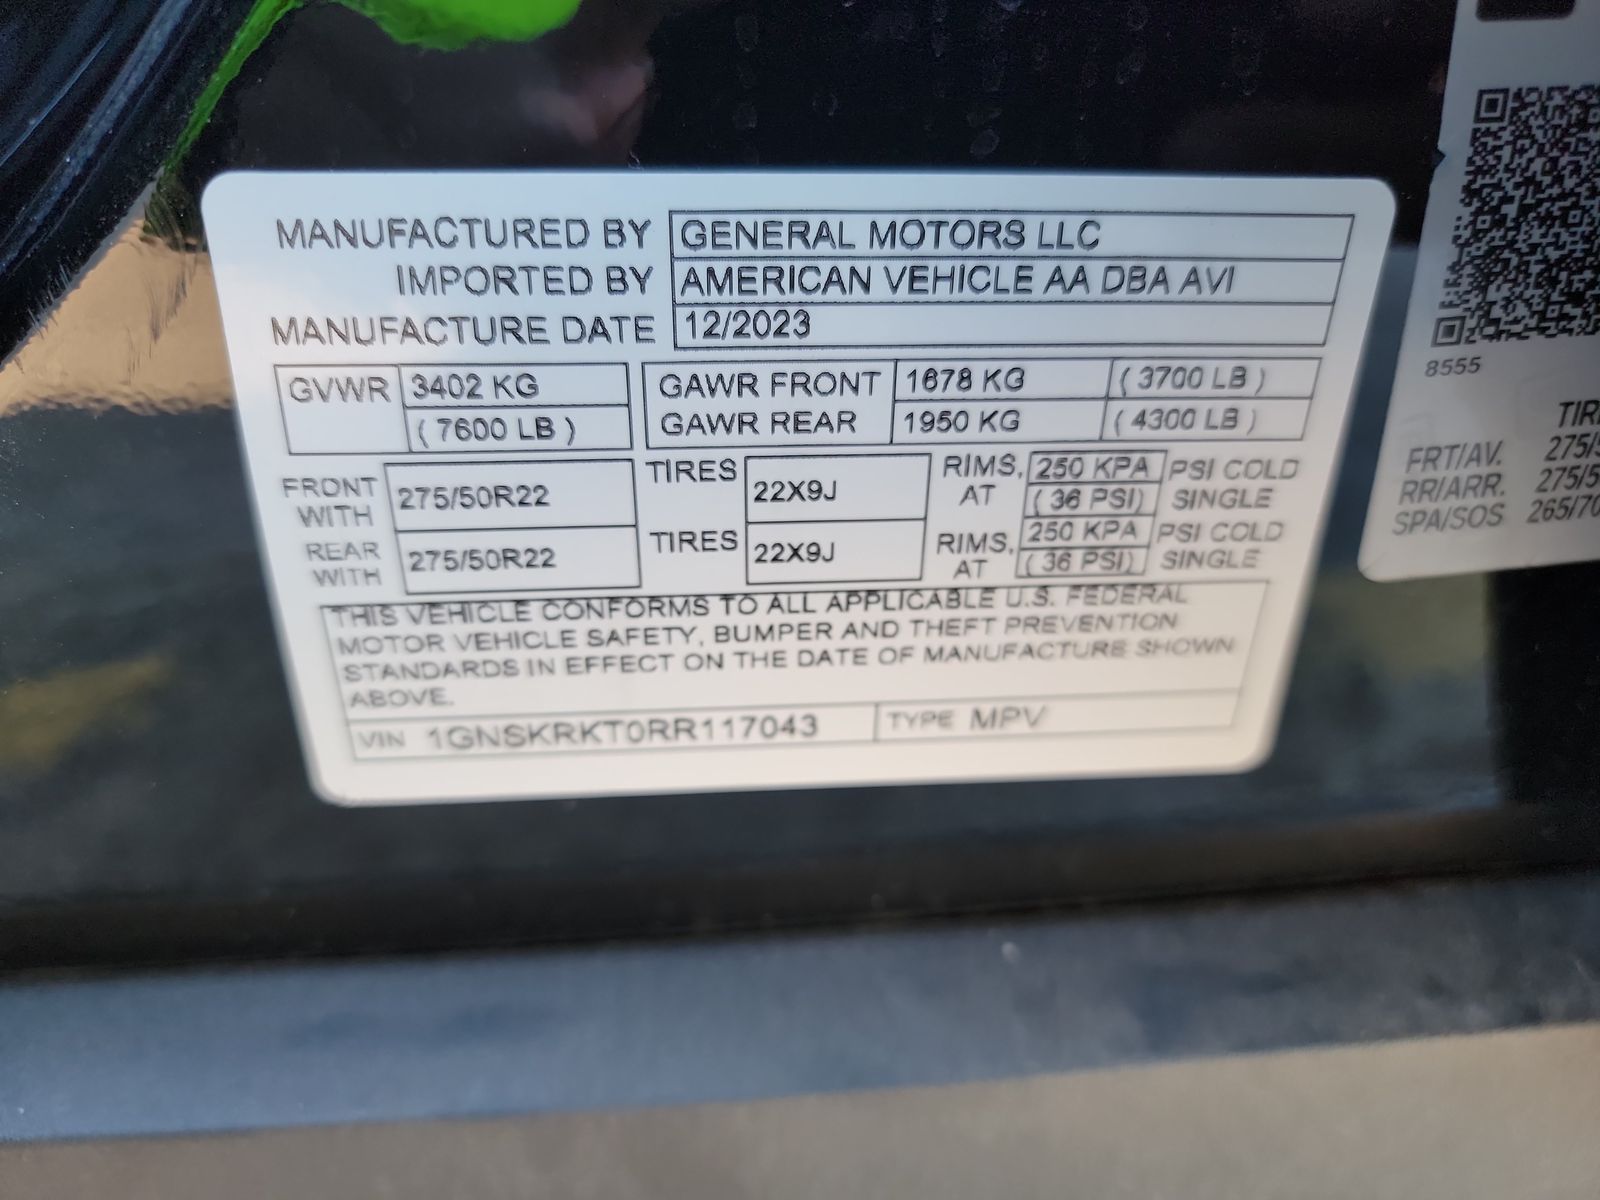 MANUFACTURED BY GENERAL MOTORS LLC
IMPORTED BY AMERICAN VEHICLE AA DBA AVI
MANUFACTURE DATE 12/2023
GVWR 3402 KG GAWR FRONT 1678 KG (3700 LB)
(7600 LB) GAWR REAR 1950 KG (4300 LB)
FRONT WITH 275/50R22 TIRES 22X9J RIMS, AT 250 KPA (36 PSI) PSI COLD SINGLE
REAR WITH 275/50R22 TIRES 22X9J RIMS, AT 250 KPA (36 PSI) PSI COLD SINGLE
THIS VEHICLE CONFORMS TO ALL APPLICABLE U.S. FEDERAL
MOTOR VEHICLE SAFETY, BUMPER AND THEFT PREVENTION
STANDARDS IN EFFECT ON THE DATE OF MANUFACTURE SHOWN
ABOVE.
VIN 1GNSKRKT0RR117043 TYPE MPV
8555
FRT/AV.
RR/ARR.
SPA/SOS